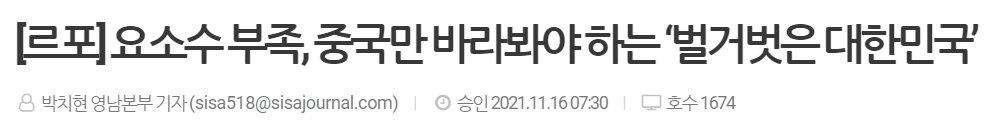 [르포] 요소수 부족, 중국만 바라봐야 하는 ‘벌거벗은 대한민국’
박치현 영남본부 기자 (sisa518@sisajournal.com) | 승인 2021.11.16 07:30 | 호수 1674